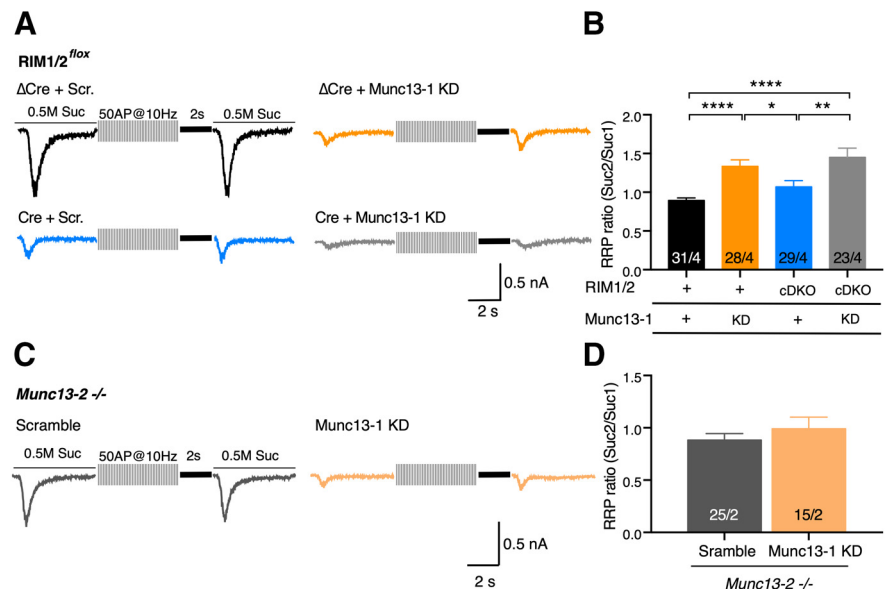 A
RIM1/2flox
ΔCre + Scr.
0.5M Suc 50AP@10Hz 2s 0.5M Suc
ΔCre + Munc13-1 KD
Cre + Scr.
Cre + Munc13-1 KD
0.5 nA
2 s
B
**** 
**** * **
RRP ratio (Suc2/Suc1)
2.0
1.5
1.0
0.5
0.0
31/4 28/4 29/4 23/4
RIM1/2 + + cDKO cDKO
Munc13-1 + KD + KD
C
Munc13-2 -/-
Scramble
0.5M Suc 50AP@10Hz 2s 0.5M Suc
Munc13-1 KD
0.5 nA
2 s
D
RRP ratio (Suc2/Suc1)
1.5
1.0
0.5
0.0
25/2 15/2
Sramble Munc13-1 KD
Munc13-2 -/-